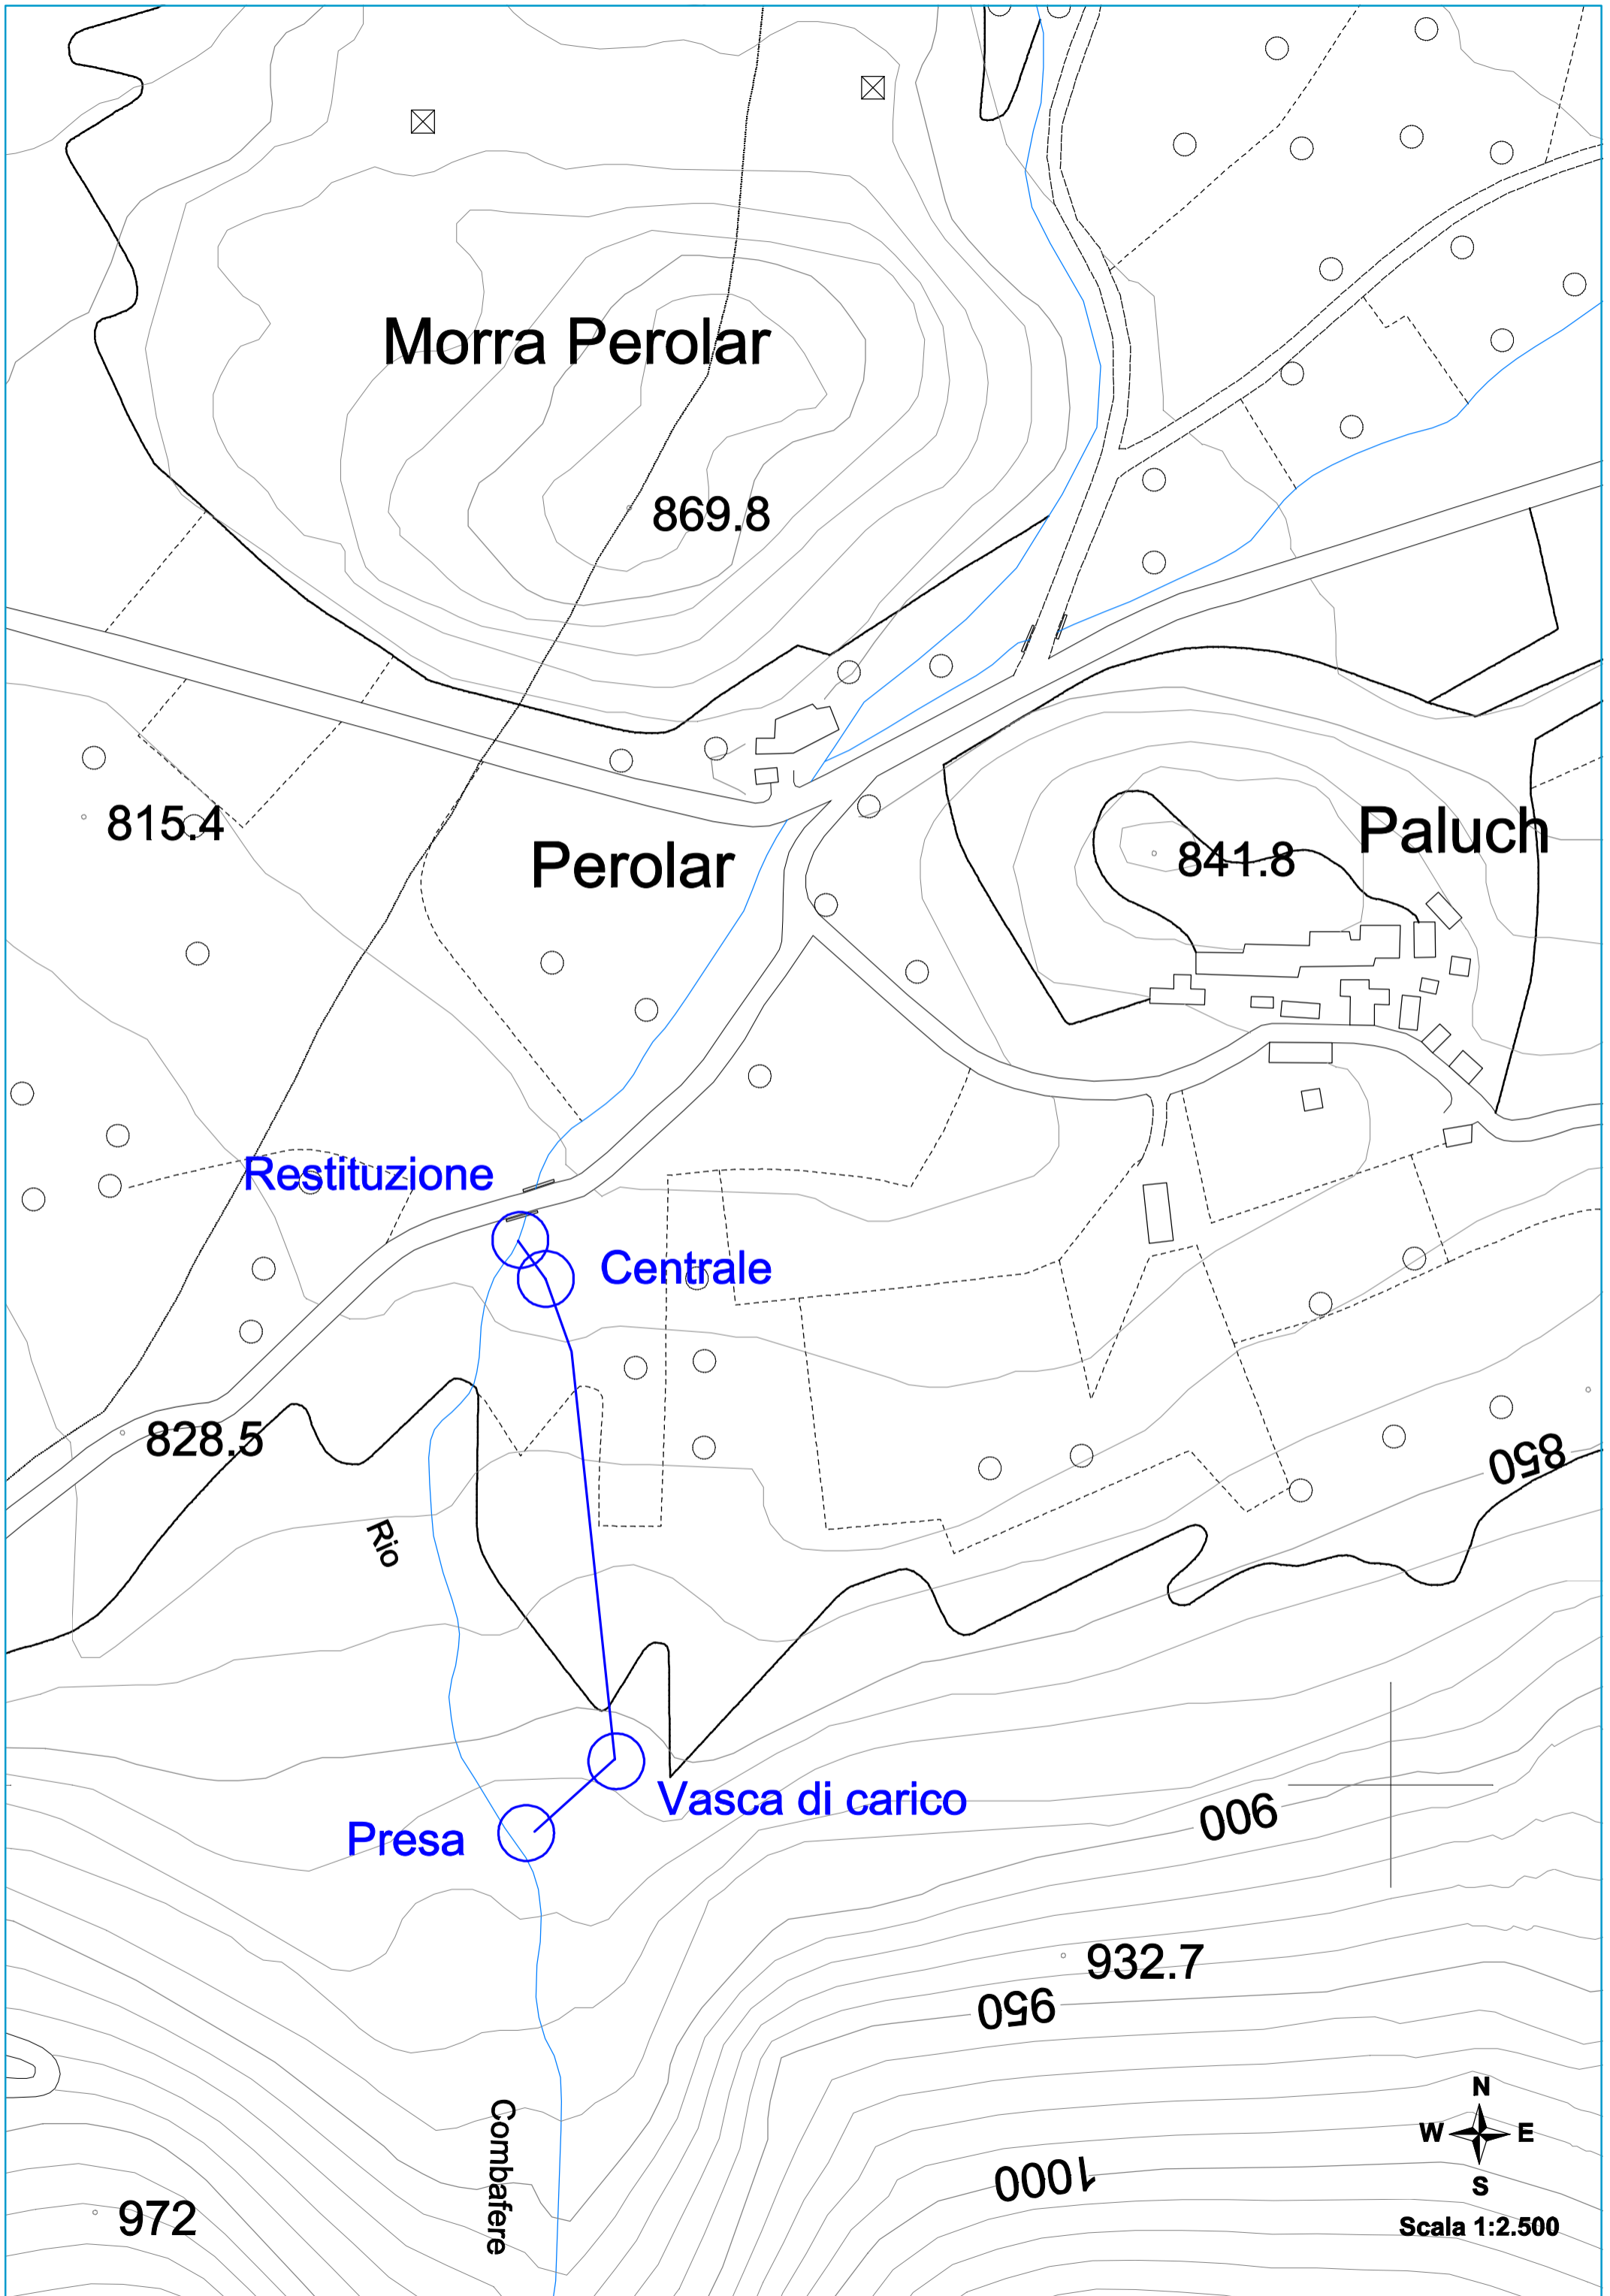 Morra Perolar
869.8
815.4
Perolar
841.8
Paluch
Restituzione
Centrale
828.5
850
Rio
Vasca di carico
Presa
900
932.7
950
N
W E
S
Combafere
1000
972
Scala 1:2.500